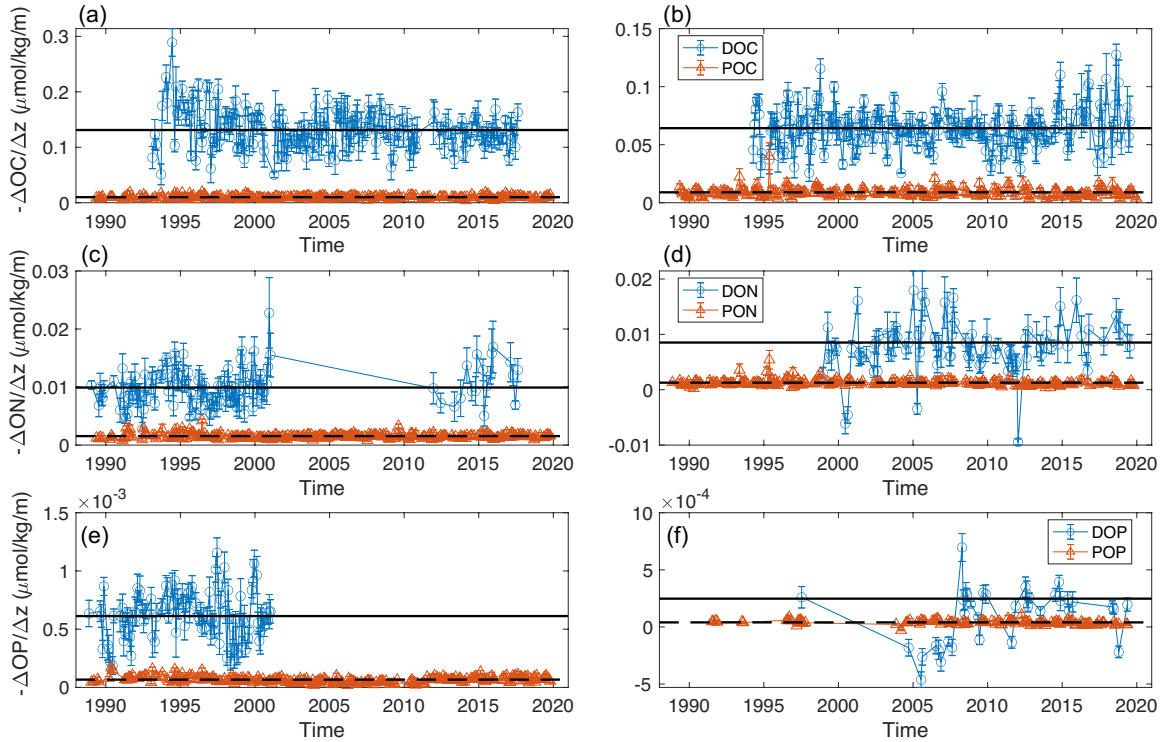 (a)
-ΔOC/Δz (μmol/kg/m)
0.3
0.2
0.1
0
1990 1995 2000 2005 2010 2015 2020
Time
(b)
DOC
POC
0.15
0.1
0.05
0
1990 1995 2000 2005 2010 2015 2020
Time
(c)
-ΔON/Δz (μmol/kg/m)
0.03
0.02
0.01
0
1990 1995 2000 2005 2010 2015 2020
Time
(d)
DON
PON
0.02
0.01
0
-0.01
1990 1995 2000 2005 2010 2015 2020
Time
(e)
×10⁻³
-ΔOP/Δz (μmol/kg/m)
1.5
1
0.5
0
1990 1995 2000 2005 2010 2015 2020
Time
(f)
×10⁻⁴
DOP
POP
10
5
0
-5
1990 1995 2000 2005 2010 2015 2020
Time